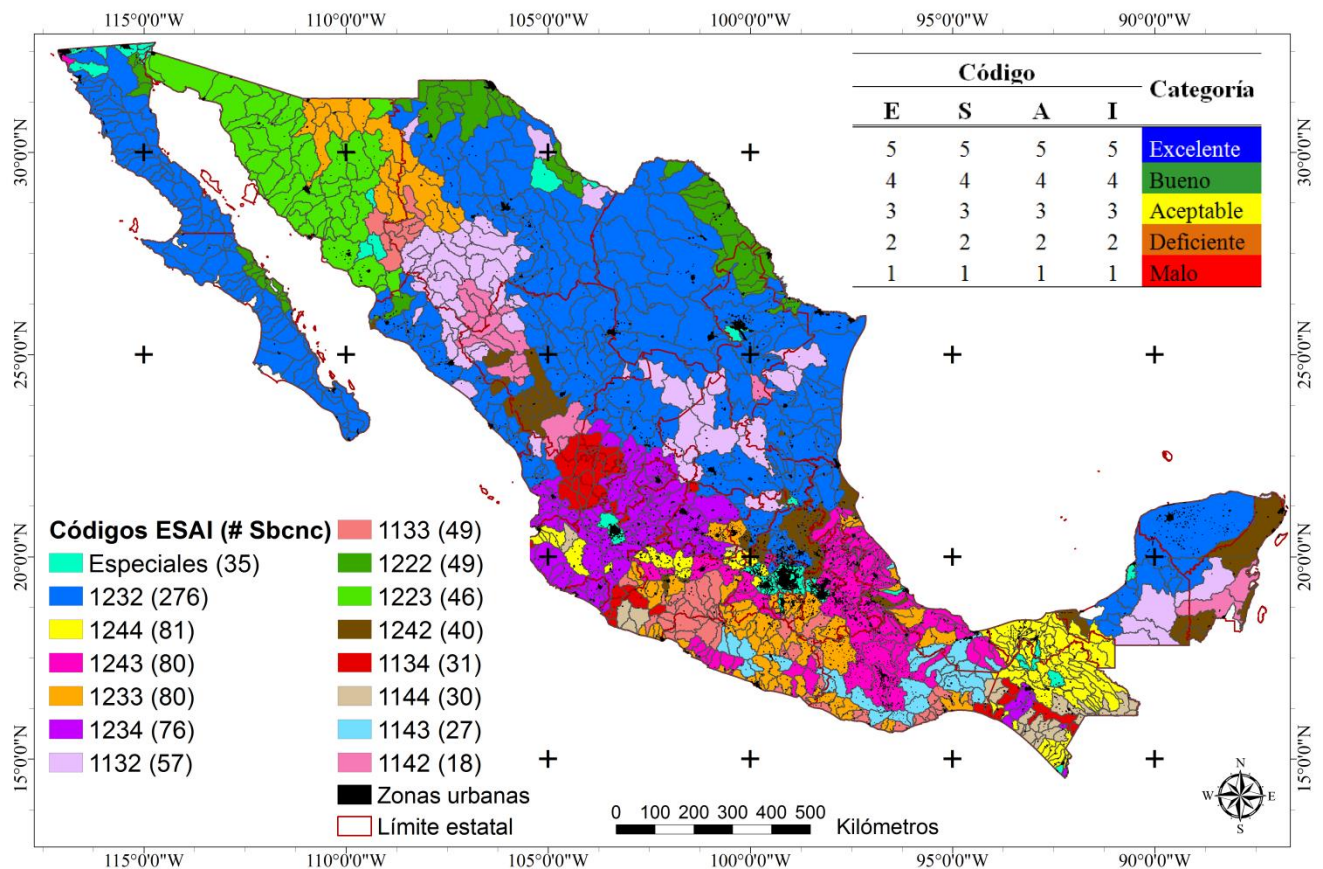 115°0'0"W 110°0'0"W 105°0'0"W 100°0'0"W 95°0'0"W 90°0'0"W
30°0'0"N
25°0'0"N
20°0'0"N
15°0'0"N
Código Categoría
E S A I
5 5 5 5 Excelente
4 4 4 4 Bueno
3 3 3 3 Aceptable
2 2 2 2 Deficiente
1 1 1 1 Malo
30°0'0"N
25°0'0"N
20°0'0"N
15°0'0"N
Códigos ESAI (# Sbcnc)
Especiales (35)
1232 (276)
1244 (81)
1243 (80)
1233 (80)
1234 (76)
1132 (57)
1133 (49)
1222 (49)
1223 (46)
1242 (40)
1134 (31)
1144 (30)
1143 (27)
1142 (18)
Zonas urbanas
Límite estatal
0 100 200 300 400 500
Kilómetros
N
W E
S
115°0'0"W 110°0'0"W 105°0'0"W 100°0'0"W 95°0'0"W 90°0'0"W